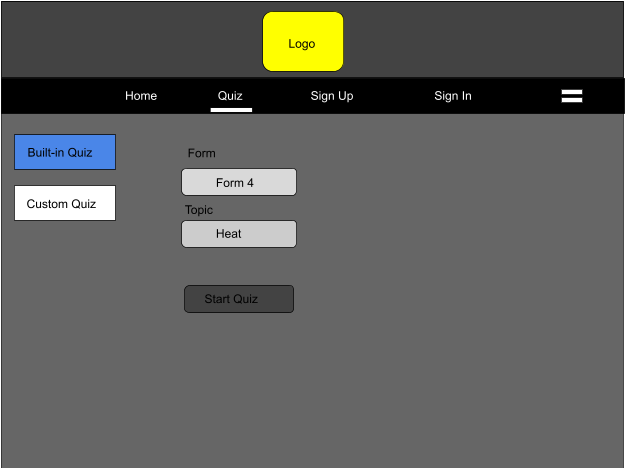 Logo
Home Quiz Sign Up Sign In
Built-in Quiz
Custom Quiz
Form
Form 4
Topic
Heat
Start Quiz